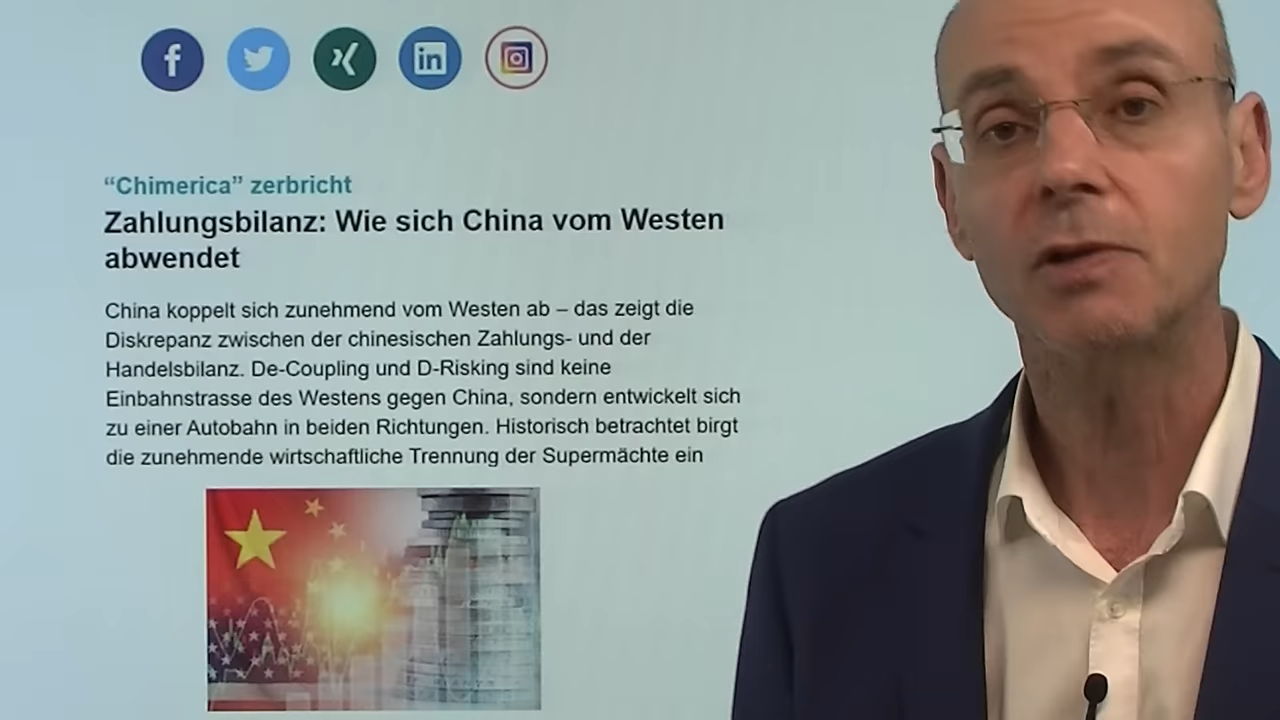 “Chimerica” zerbricht
Zahlungsbilanz: Wie sich China vom Westen
abwendet
China koppelt sich zunehmend vom Westen ab – das zeigt die
Diskrepanz zwischen der chinesischen Zahlungs- und der
Handelsbilanz. De-Coupling und D-Risking sind keine
Einbahnstrasse des Westens gegen China, sondern entwickelt sich
zu einer Autobahn in beiden Richtungen. Historisch betrachtet birgt
die zunehmende wirtschaftliche Trennung der Supermächte ein